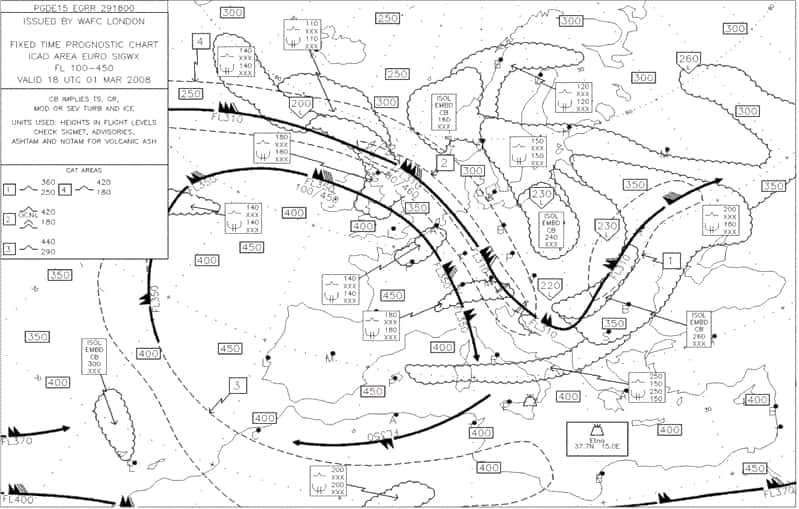 PGDE15 EGRR 291800
ISSUED BY WAFC LONDON
FIXED TIME PROGNOSTIC CHART
ICAO AREA EURO SIGWX
FL 100-450
VALID 18 UTC 01 MAR 2008
CB IMPLIES TS, GR,
MOD OR SEV TURB AND ICE
UNITS USED: HEIGHTS IN FLIGHT LEVELS
CHECK SIGMET, ADVISORIES,
ASHTAM AND NOTAM FOR VOLCANIC ASH
CAT AREAS
1 360 4 420
250 180
2 OCNL 420
180
3 440
290
300
350
300
4
140
XXX
140
XXX
110
XXX
110
XXX
250
300
260
250
200
FL310
ISOL
EMBD
CB
180
XXX
120
XXX
120
XXX
300
300
180
XXX
180
XXX
150
XXX
150
XXX
2
300
350
350
230
350
140
XXX
140
XXX
400
350
400
ISOL
EMBD
CB
240
XXX
230
200
XXX
180
XXX
450
400
400
1
350
FL350
140
XXX
140
XXX
450
220
350
180
XXX
180
XXX
350
ISOL
EMBD
CB
260
XXX
ISOL
EMBD
CB
300
XXX
400
450
400
M
400
3
450
250
150
250
150
400
400
400
A
A
C
400
400
FL370
Etna
37.7N 15.0E
400
400
450
200
XXX
200
XXX
FL400
FL370